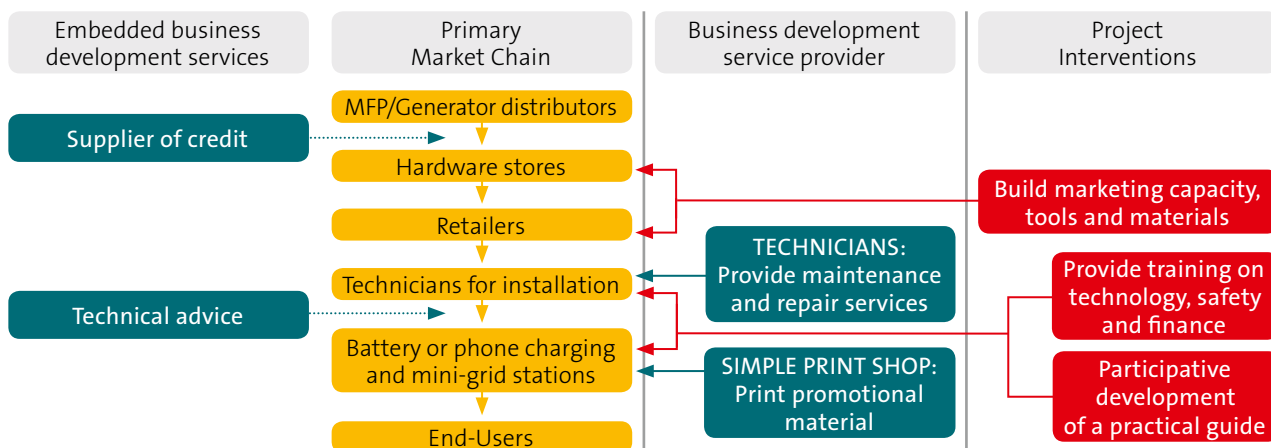 Embedded business
development services
Primary
Market Chain
Business development
service provider
Project
Interventions
MFP/Generator distributors
Supplier of credit
Hardware stores
Build marketing capacity,
tools and materials
Retailers
TECHNICIANS:
Provide maintenance
and repair services
Provide training on
technology, safety
and finance
Technicians for installation
Technical advice
Battery or phone charging
and mini-grid stations
SIMPLE PRINT SHOP:
Print promotional
material
Participative
development
of a practical guide
End-Users